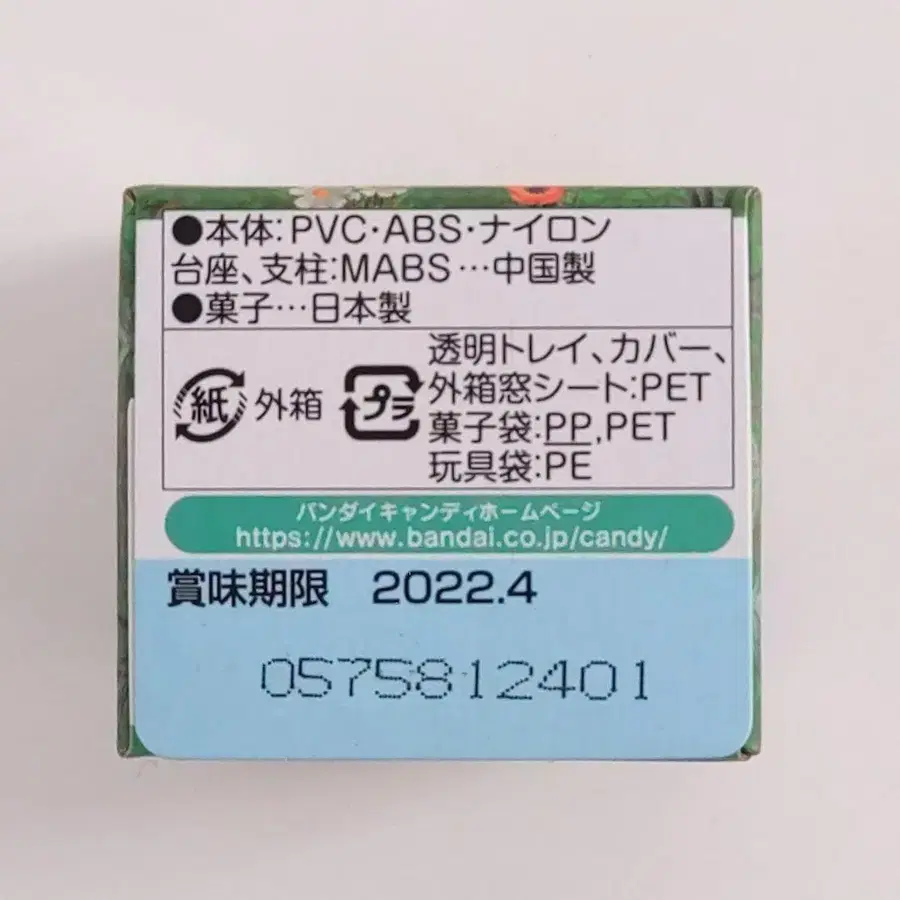 ●本体:PVC・ABS・ナイロン
台座、支柱:MABS…中国製
●菓子…日本製
紙 外箱
プラ 透明トレイ、カバー、
外箱窓シート:PET
菓子袋:PP,PET
玩具袋:PE
バンダイキャンディホームページ
https://www.bandai.co.jp/candy/
賞味期限 2022.4
0575812401